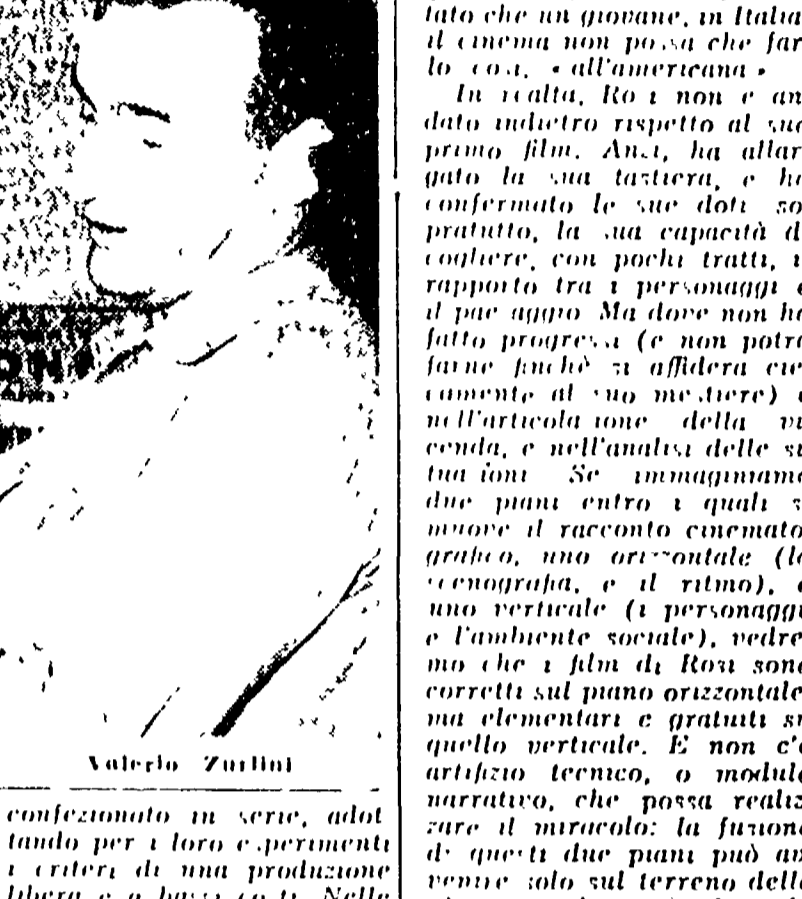 Valerio Zurlini
confezionato in serie, adot
tando per i loro esperimenti
i criteri di una produzione
libera e a bassi costi. Nelle
tato che un giovane, in Italia
il cinema non possa che far
lo così, « all'americana »
In realtà, Rosi non è an
dato indietro rispetto al suo
primo film. Anzi, ha allar
gato la sua tastiera, e ha
confermato le sue doti so
pratutto, la sua capacità d
cogliere, con pochi tratti, i
rapporto tra i personaggi e
il paesaggio Ma dove non ha
fatto progressi (e non potrà
farne finchè si affiderà cie
camente al suo mestiere) è
nell'articolazione della vi
cenda, e nell'analisi delle si
tuazioni Se immaginiamo
due piani entro i quali s
muove il racconto cinemato
grafico, uno orizzontale (la
scenografia, e il ritmo), e
uno verticale (i personaggi
e l'ambiente sociale), vedre
mo che i film di Rosi sono
corretti sul piano orizzontale
ma elementari e gratuiti su
quello verticale. E non c'è
artifizio tecnico, o modulo
narrativo, che possa realiz
zare il miracolo: la fusione
di questi due piani può av
venire solo sul terreno della